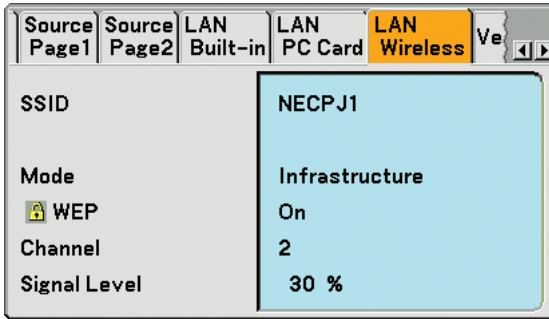 Source Page1
Source Page2
LAN Built-in
LAN PC Card
LAN Wireless
SSID NECPJ1
Mode Infrastructure
WEP On
Channel 2
Signal Level 30 %